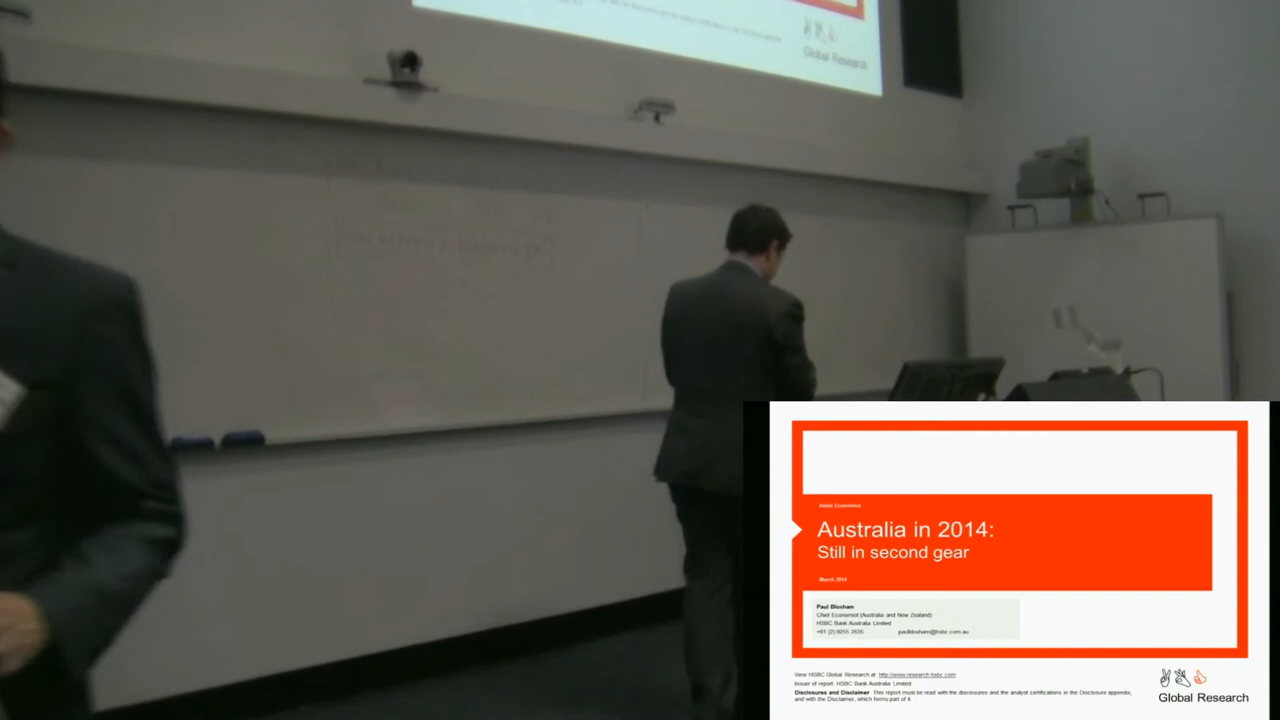 Global Research
Asian Economics
Australia in 2014:
Still in second gear
March 2014
Paul Bloxham
Chief Economist (Australia and New Zealand)
HSBC Bank Australia Limited
+61 (2) 9255 2635 paulbloxham@hsbc.com.au
View HSBC Global Research at: http://www.research.hsbc.com
Issuer of report: HSBC Bank Australia Limited
Disclosures and Disclaimer This report must be read with the disclosures and the analyst certifications in the Disclosure appendix,
and with the Disclaimer, which forms part of it
Global Research